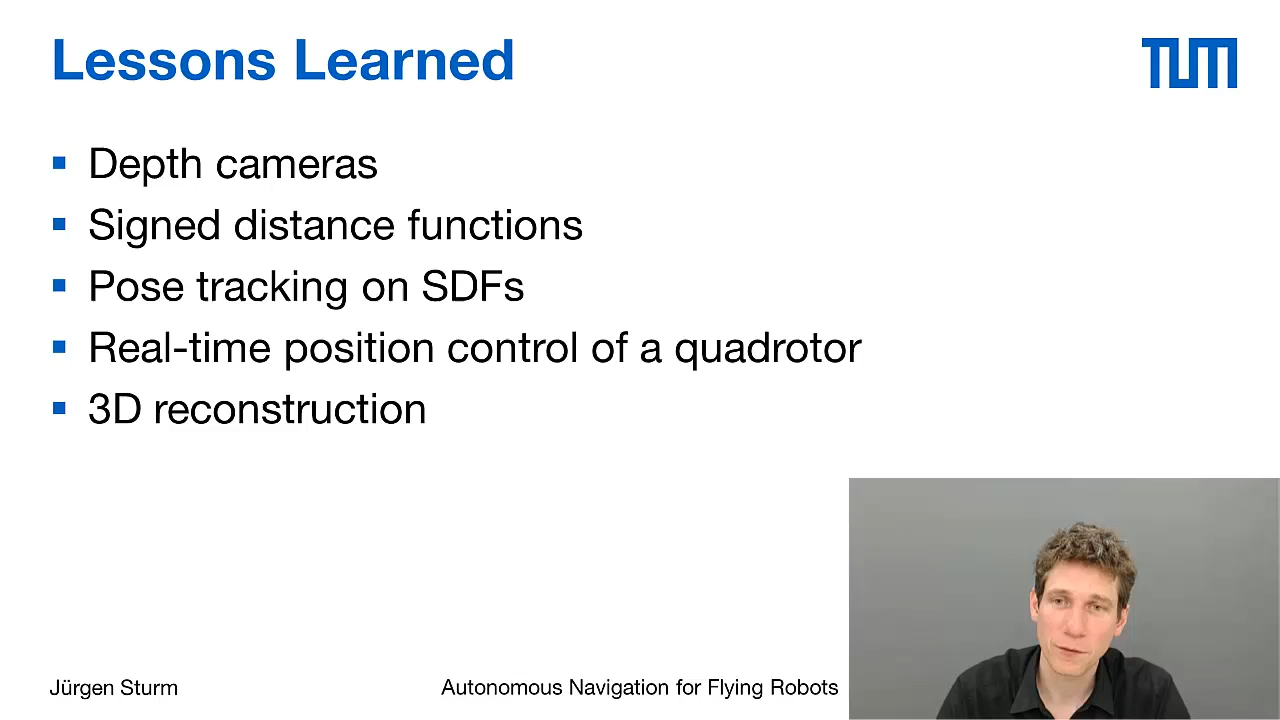 Lessons Learned
TUM
Depth cameras
Signed distance functions
Pose tracking on SDFs
Real-time position control of a quadrotor
3D reconstruction
Jürgen Sturm
Autonomous Navigation for Flying Robots